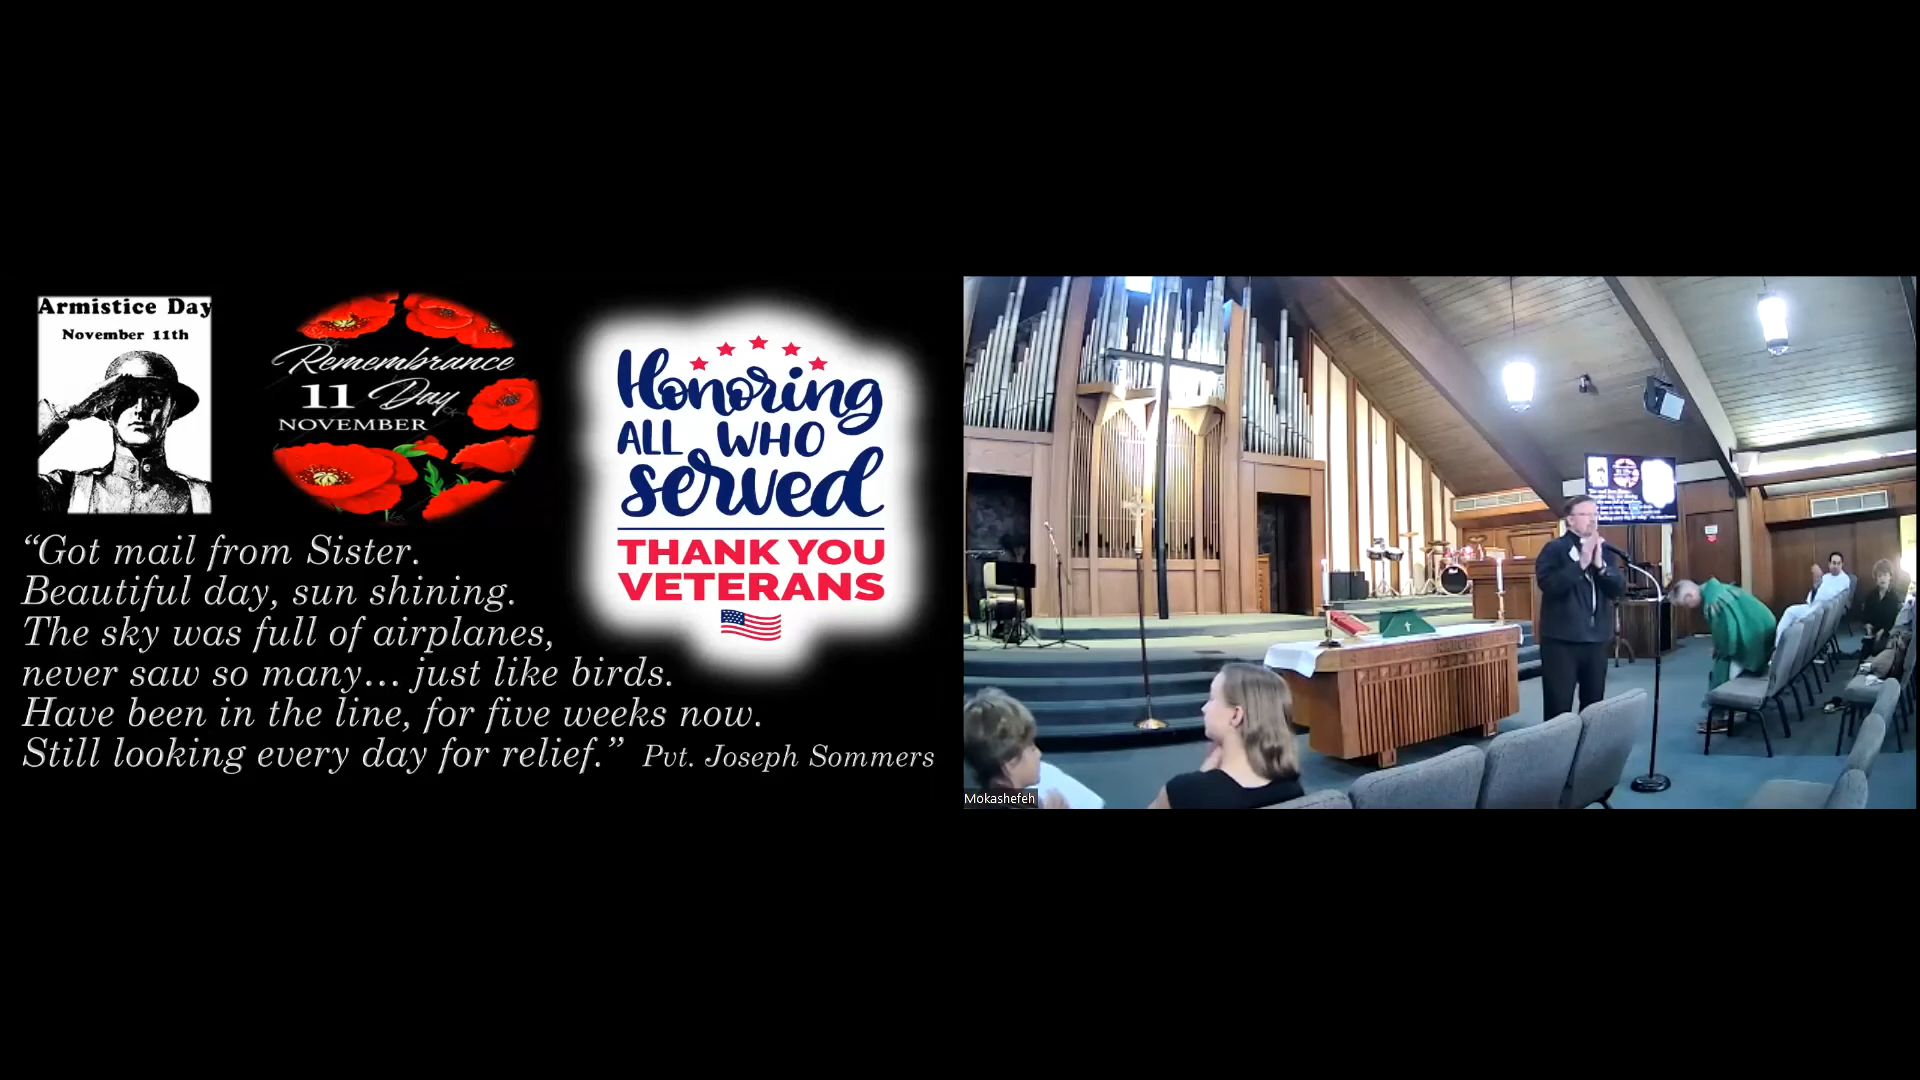 Armistice Day
November 11th
Remembrance
11 Day
NOVEMBER
Honoring
ALL WHO
served
THANK YOU
VETERANS
“Got mail from Sister.
Beautiful day, sun shining.
The sky was full of airplanes,
never saw so many... just like birds.
Have been in the line, for five weeks now.
Still looking every day for relief.” Pvt. Joseph Sommers
Mokashefeh